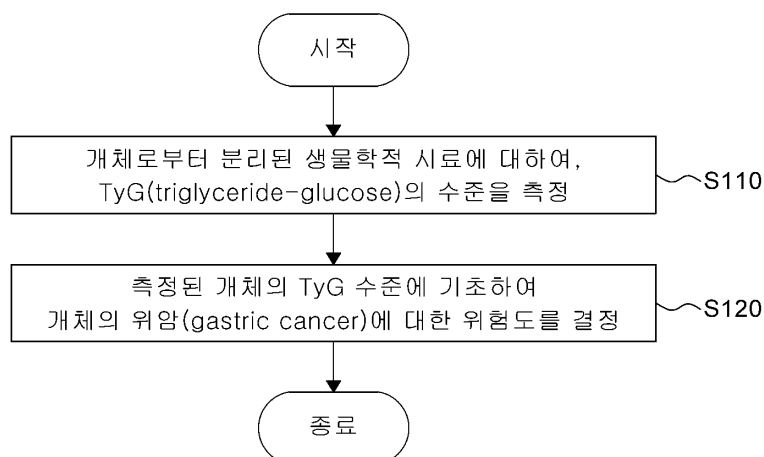 시작
개체로부터 분리된 생물학적 시료에 대하여,
TyG(triglyceride-glucose)의 수준을 측정
S110
측정된 개체의 TyG 수준에 기초하여
개체의 위암(gastric cancer)에 대한 위험도를 결정
S120
종료